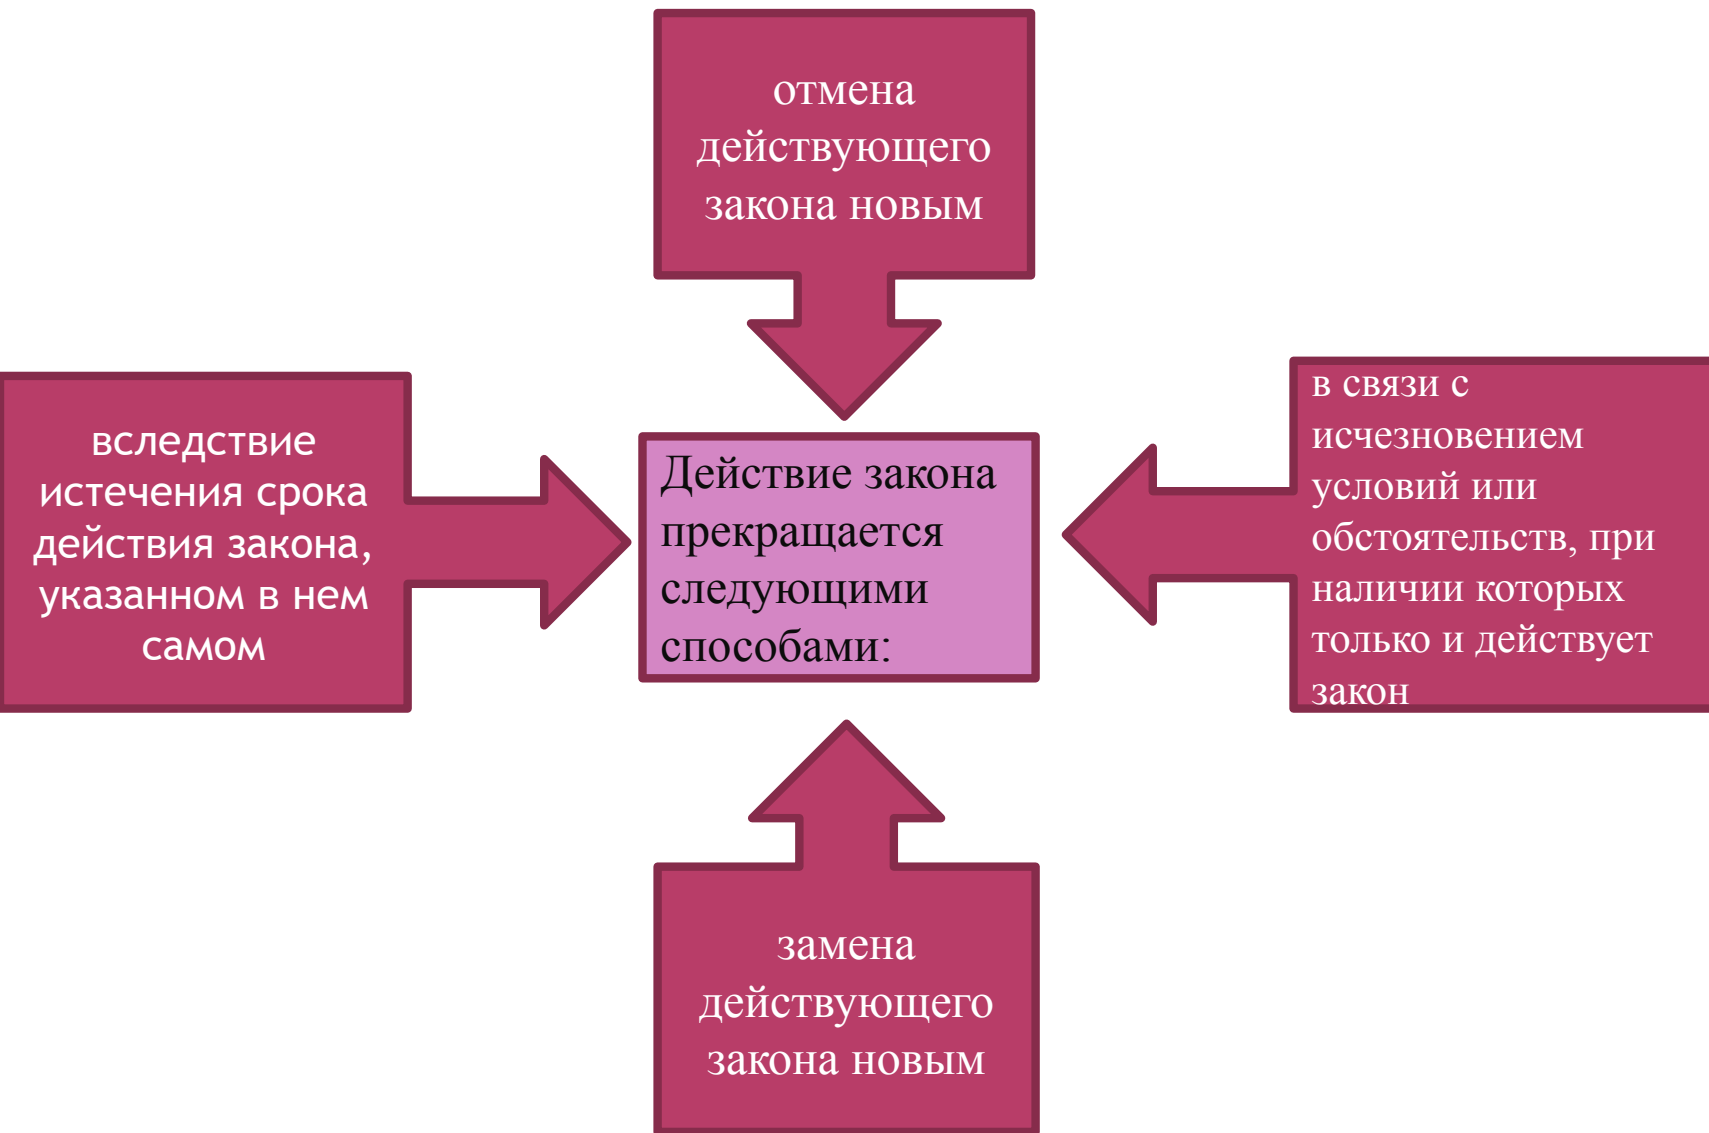 отмена
действующего
закона новым
вследствие
истечения срока
действия закона,
указанном в нем
самом
Действие закона
прекращается
следующими
способами:
в связи с
исчезновением
условий или
обстоятельств, при
наличии которых
только и действует
закон
замена
действующего
закона новым